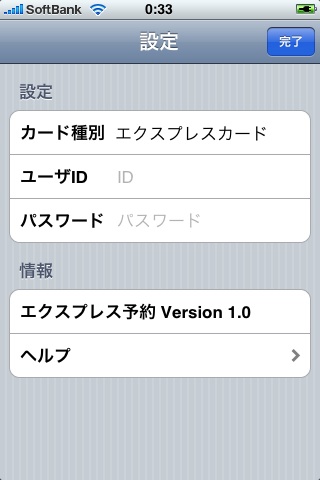 SoftBank 0:33
設定 完了
設定
カード種別 エクスプレスカード
ユーザID ID
パスワード パスワード
情報
エクスプレス予約 Version 1.0
ヘルプ